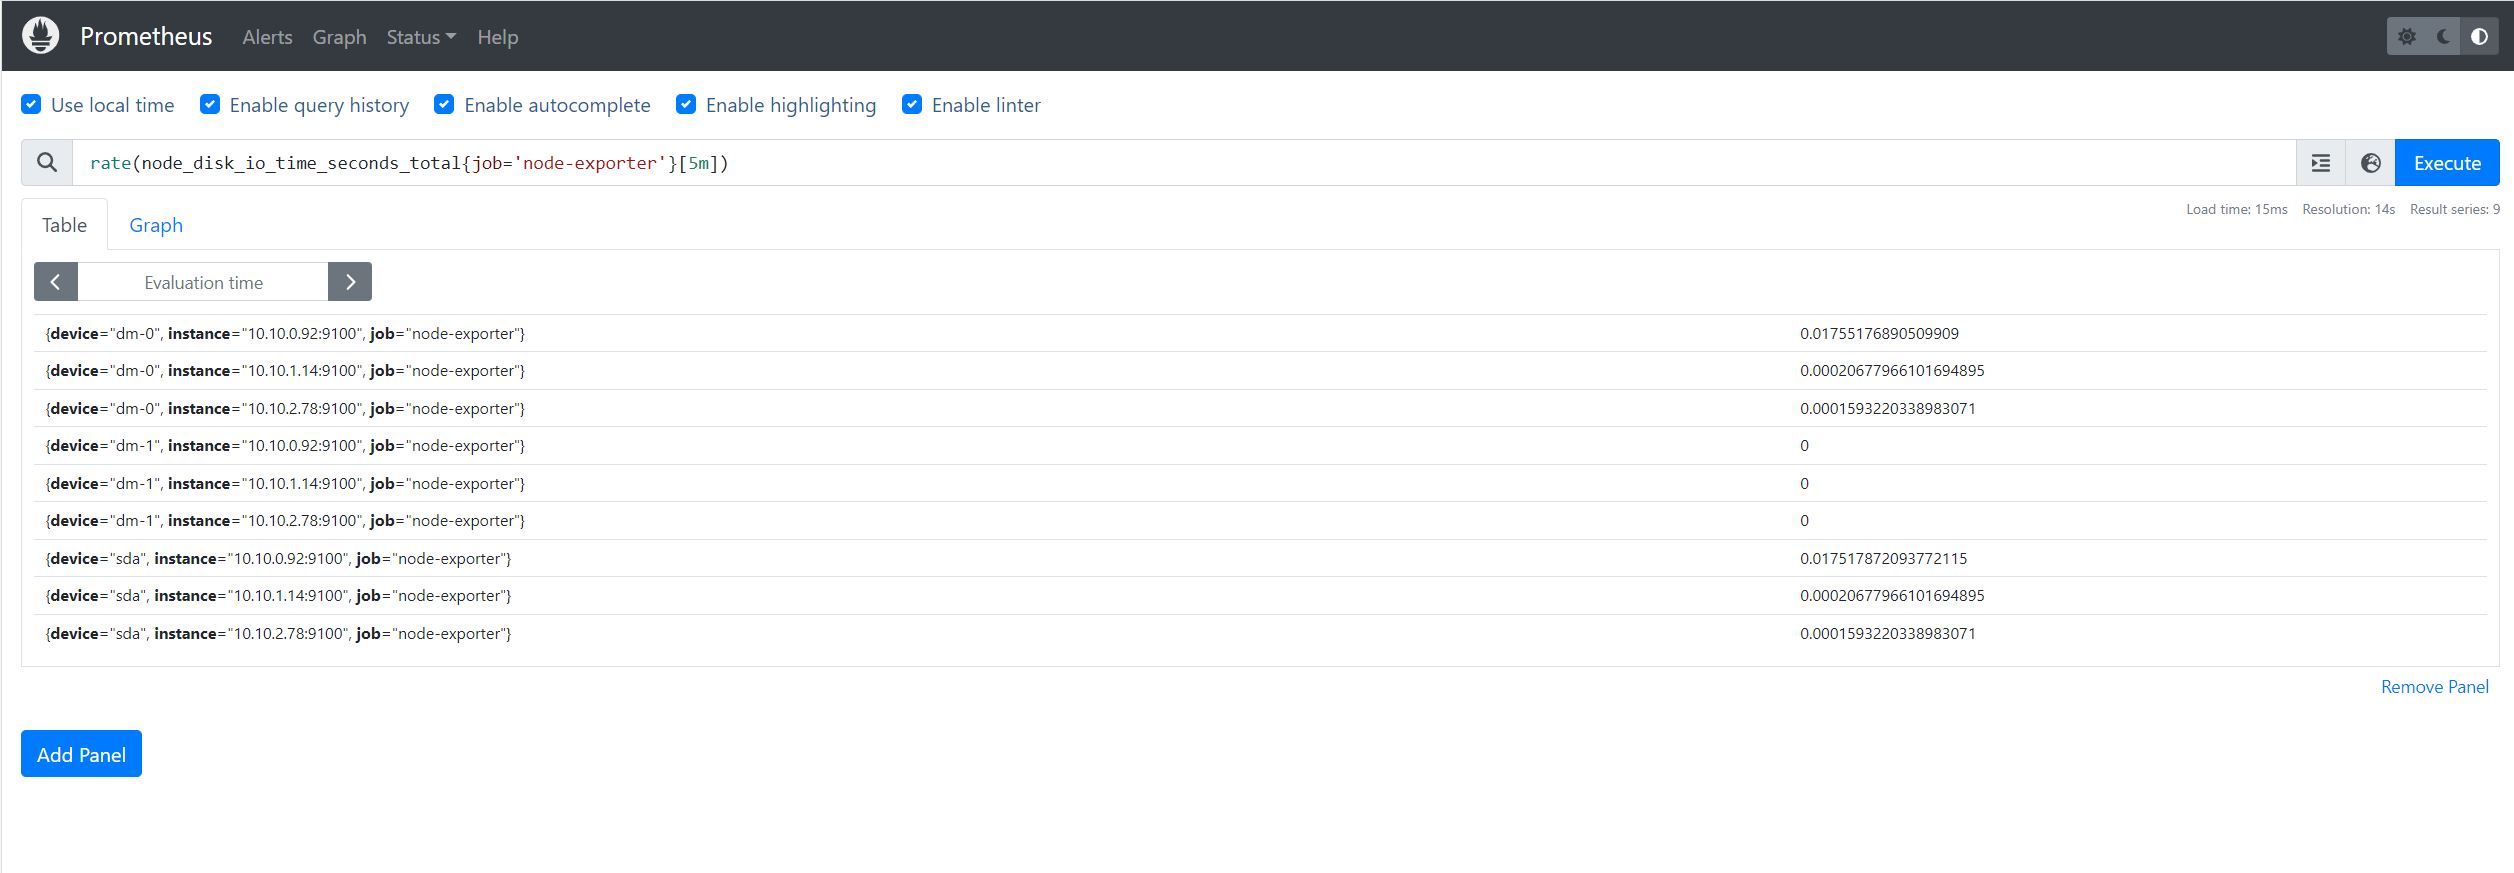 Prometheus Alerts Graph Status Help
Use local time Enable query history Enable autocomplete Enable highlighting Enable linter
rate(node_disk_io_time_seconds_total{job='node-exporter'}[5m]) Execute
Table Graph Load time: 15ms Resolution: 14s Result series: 9
Evaluation time
{device="dm-0", instance="10.10.0.92:9100", job="node-exporter"} 0.01755176890509909
{device="dm-0", instance="10.10.1.14:9100", job="node-exporter"} 0.00020677966101694895
{device="dm-0", instance="10.10.2.78:9100", job="node-exporter"} 0.0001593220338983071
{device="dm-1", instance="10.10.0.92:9100", job="node-exporter"} 0
{device="dm-1", instance="10.10.1.14:9100", job="node-exporter"} 0
{device="dm-1", instance="10.10.2.78:9100", job="node-exporter"} 0
{device="sda", instance="10.10.0.92:9100", job="node-exporter"} 0.017517872093772115
{device="sda", instance="10.10.1.14:9100", job="node-exporter"} 0.00020677966101694895
{device="sda", instance="10.10.2.78:9100", job="node-exporter"} 0.0001593220338983071
Remove Panel
Add Panel